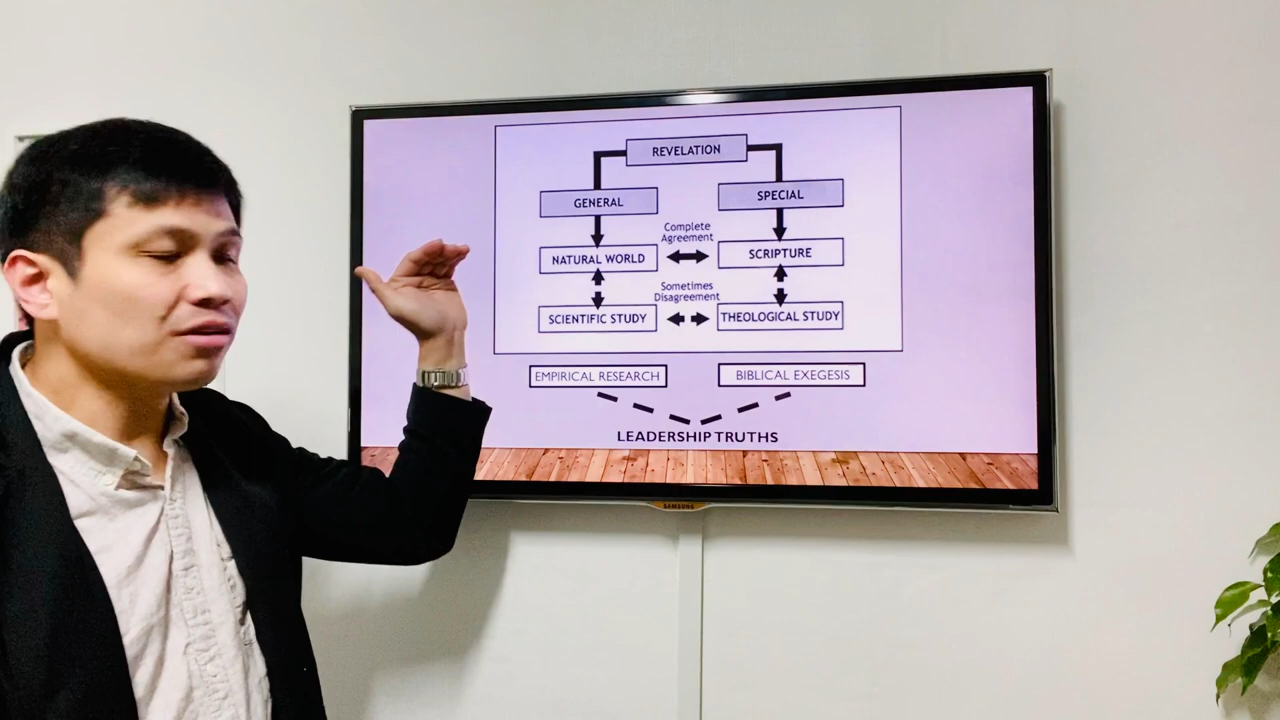 REVELATION
GENERAL
SPECIAL
Complete
Agreement
NATURAL WORLD
SCRIPTURE
Sometimes
Disagreement
SCIENTIFIC STUDY
THEOLOGICAL STUDY
EMPIRICAL RESEARCH
BIBLICAL EXEGESIS
LEADERSHIP TRUTHS
SAMSUNG